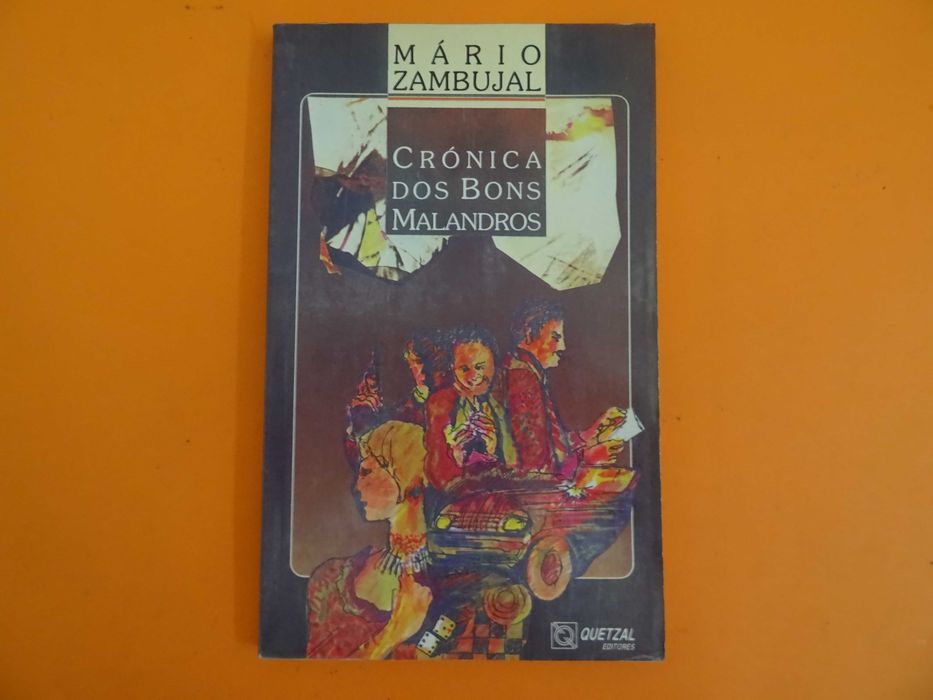 MÁRIO
ZAMBUJAL
CRÓNICA
DOS BONS
MALANDROS
QUETZAL
EDITORES